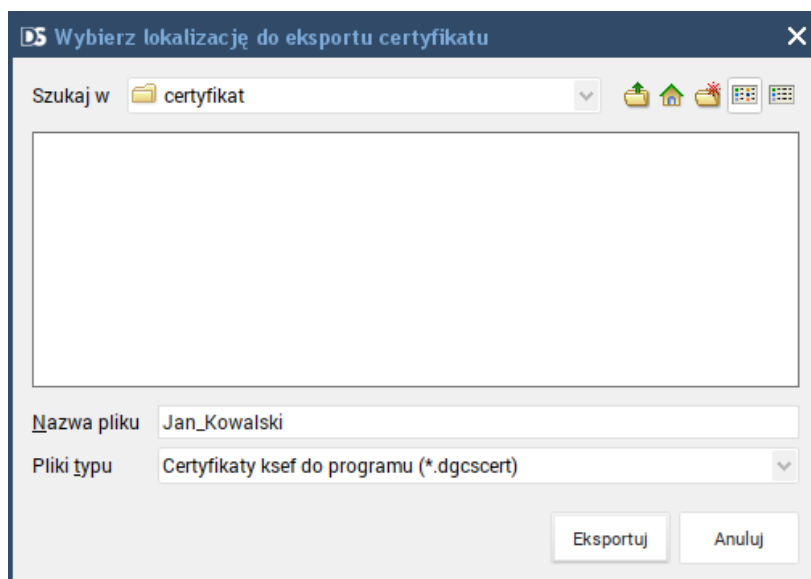 DS Wybierz lokalizację do eksportu certyfikatu
Szukaj w certyfikat
Nazwa pliku Jan_Kowalski
Pliki typu Certyfikaty ksef do programu (*.dgcscert)
Eksportuj Anuluj